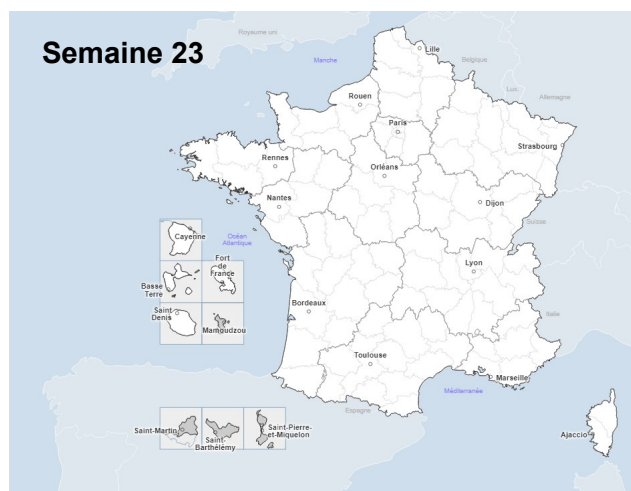 Semaine 23
Royaume uni
Lille
Manche
Belgique
Luc.
Allemagne
Rouen
Paris
Strasbourg
Rennes
Orléans
Nantes
Dijon
Suisse
Océan
Atlantique
Cayenne
Fort
de
France
Basse
Terre
Lyon
Saint
Denis
Mamoudzou
Bordeaux
Italie
Toulouse
Marseille
Méditerranée
Espagne
Saint-Martin
Saint-
Barthélémy
Saint-Pierre-
et-Miquelon
Ajaccio